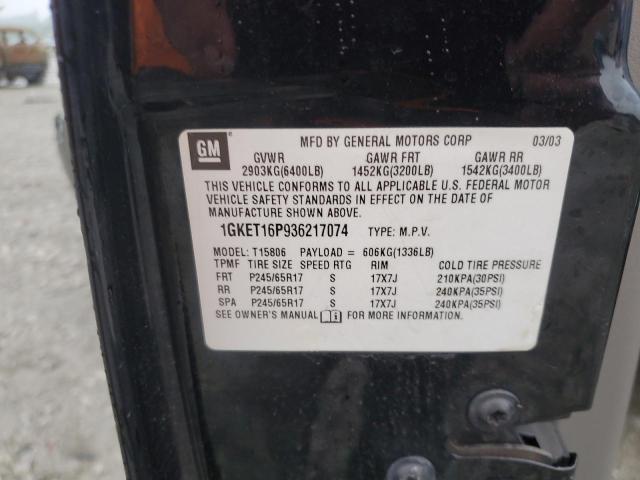 GM
MFD BY GENERAL MOTORS CORP 03/03
GVWR GAWR FRT GAWR RR
2903KG(6400LB) 1452KG(3200LB) 1542KG(3400LB)
THIS VEHICLE CONFORMS TO ALL APPLICABLE U.S. FEDERAL MOTOR
VEHICLE SAFETY STANDARDS IN EFFECT ON THE DATE OF
MANUFACTURE SHOWN ABOVE.
1GKET16P936217074 TYPE: M.P.V.
MODEL: T15806 PAYLOAD = 606KG(1336LB)
TPMF TIRE SIZE SPEED RTG RIM COLD TIRE PRESSURE
FRT P245/65R17 S 17X7J 210KPA(30PSI)
RR P245/65R17 S 17X7J 240KPA(35PSI)
SPA P245/65R17 S 17X7J 240KPA(35PSI)
SEE OWNER'S MANUAL FOR MORE INFORMATION.